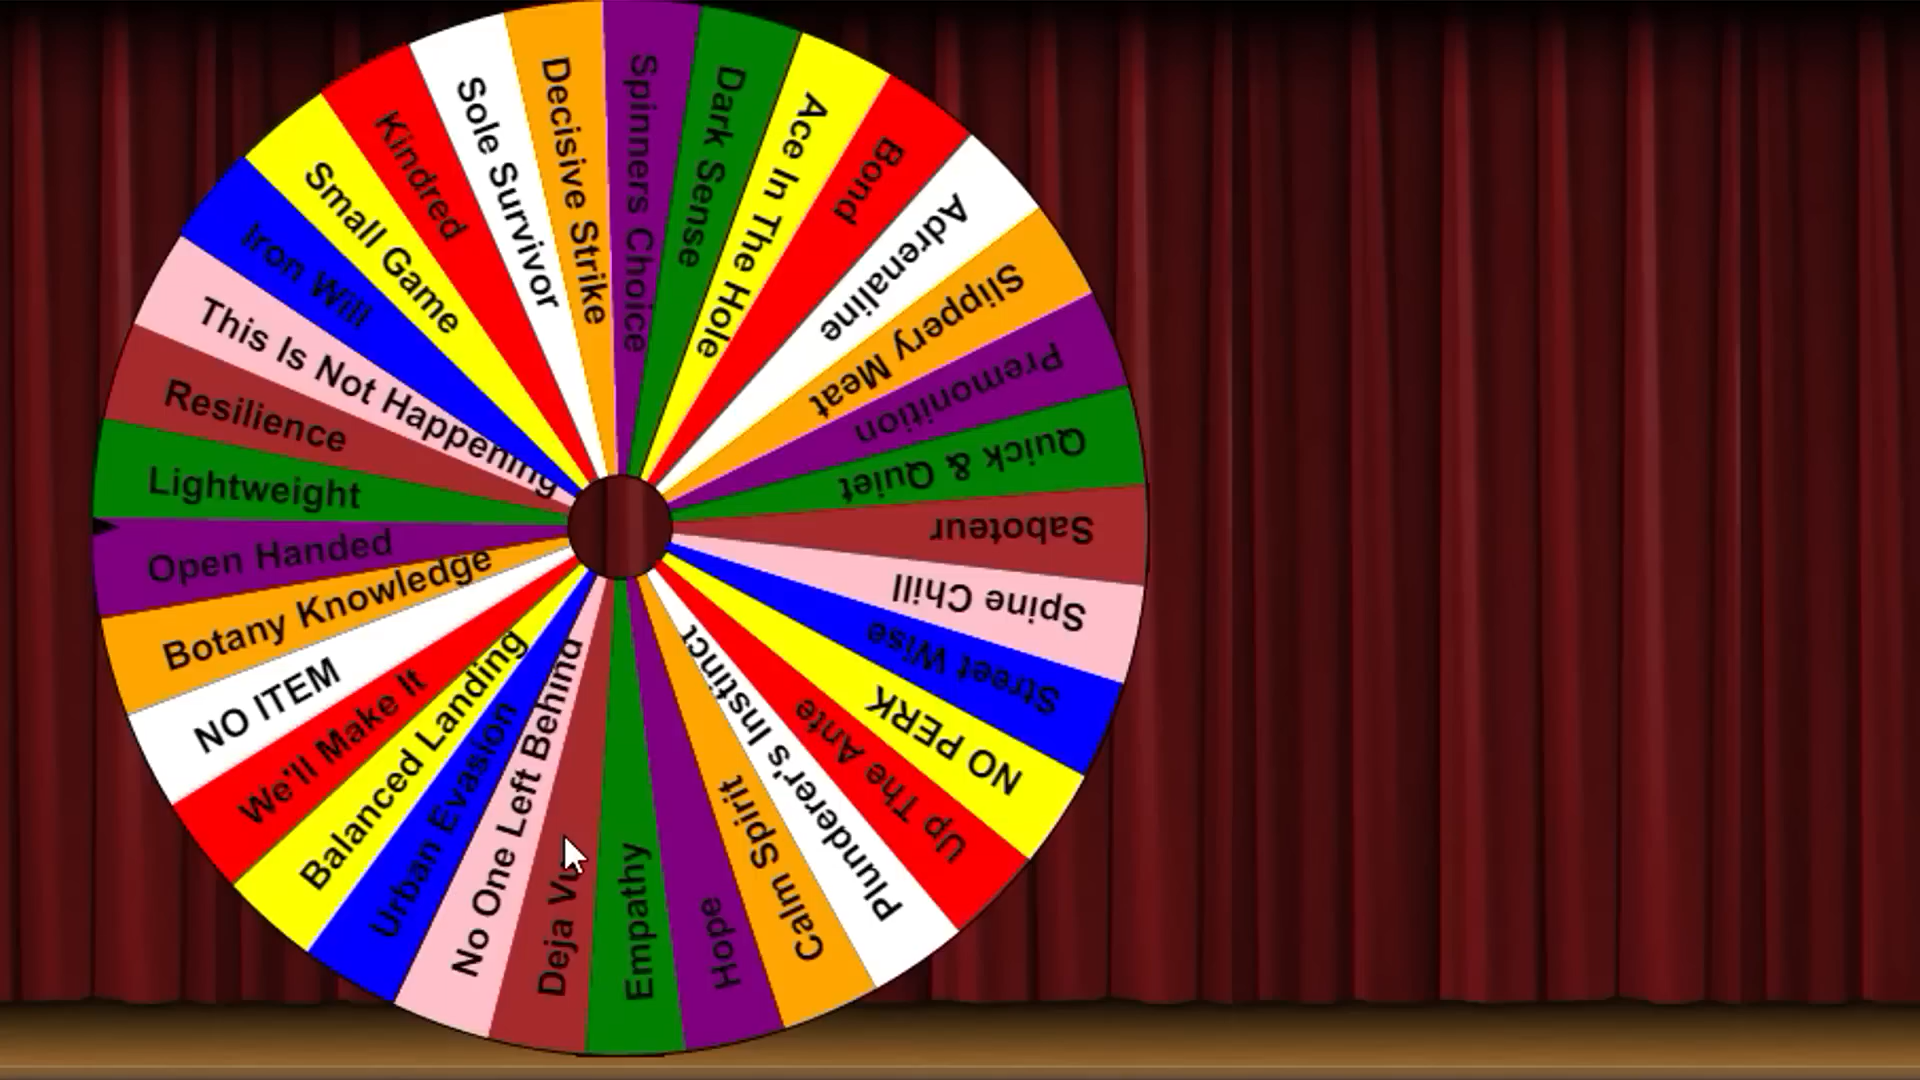 Spinners Choice
Dark Sense
Ace In The Hole
Bond
Adrenaline
Slippery Meat
Premonition
Quick & Quiet
Saboteur
Spine Chill
Street Wise
NO PERK
Up The Ante
Plunderer's Instinct
Calm Spirit
Hope
Empathy
Deja Vu
No One Left Behind
Urban Evasion
Balanced Landing
We'll Make It
NO ITEM
Botany Knowledge
Open Handed
Lightweight
Resilience
This Is Not Happening
Iron Will
Small Game
Kindred
Sole Survivor
Decisive Strike